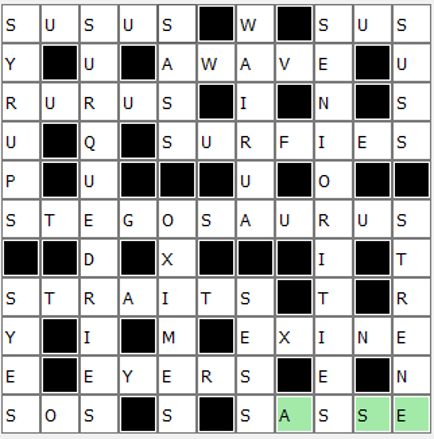 S U S U S W S U S
Y U A W A V E U
R U R U S I N S
U Q S U R F I E S
P U U O
S T E G O S A U R U S
D X I T
S T R A I T S T R
Y I M E X I N E
E E Y E R S E N
S O S S S A S S E